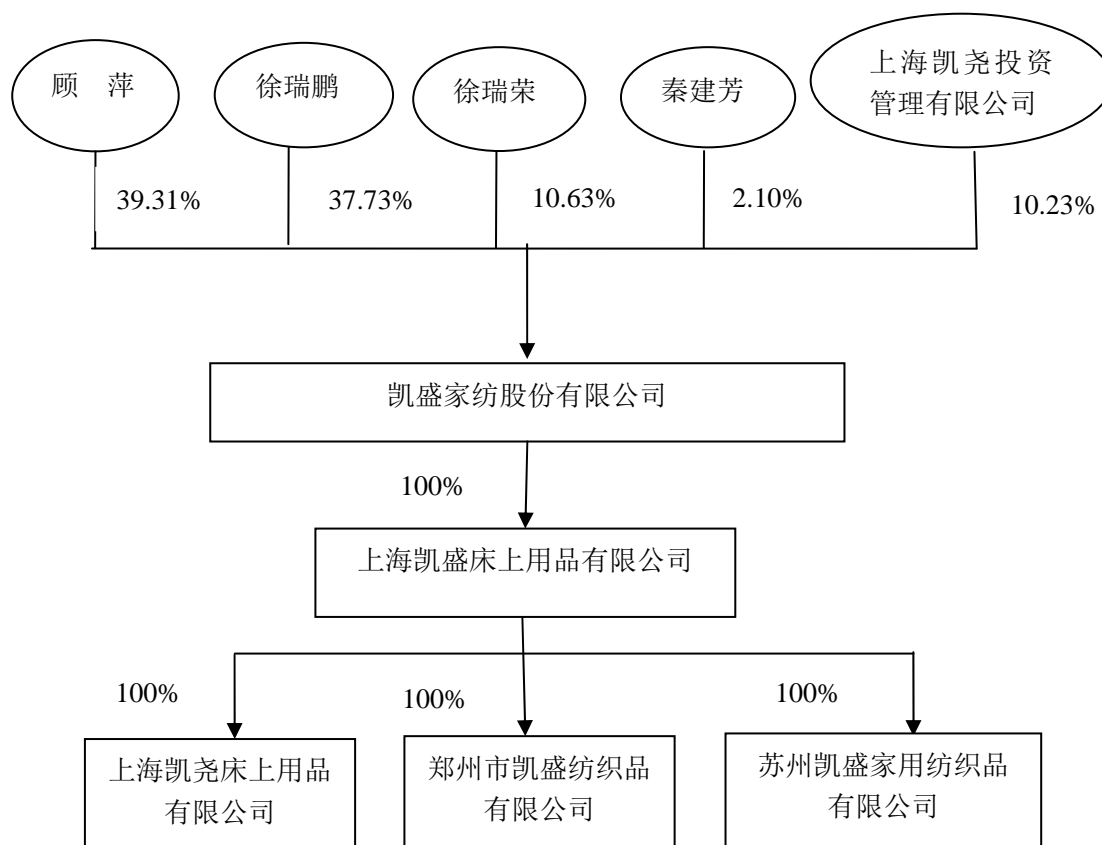 顾 萍
徐瑞鹏
徐瑞荣
秦建芳
上海凯尧投资
管理有限公司
39.31%
37.73%
10.63%
2.10%
10.23%
凯盛家纺股份有限公司
100%
上海凯盛床上用品有限公司
100%
100%
100%
上海凯尧床上用品
有限公司
郑州市凯盛纺织品
有限公司
苏州凯盛家用纺织品
有限公司